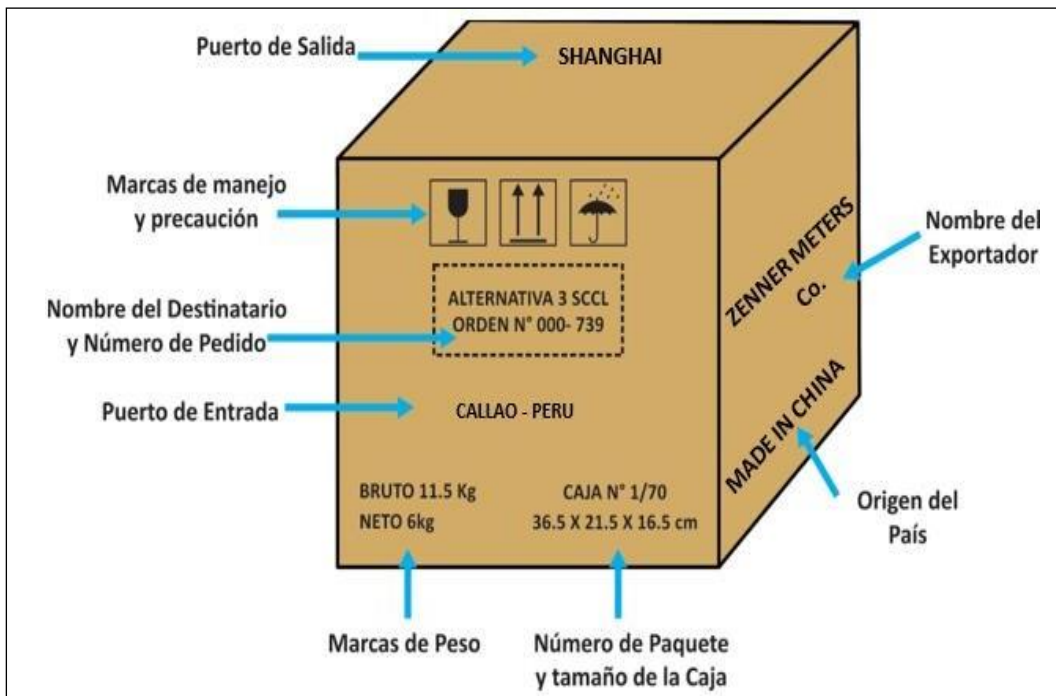 Puerto de Salida
SHANGHAI
Marcas de manejo
y precaución
Nombre del Destinatario
y Número de Pedido
ALTERNATIVA 3 SCCL
ORDEN N° 000- 739
Puerto de Entrada
CALLAO - PERU
BRUTO 11.5 Kg
NETO 6kg
CAJA N° 1/70
36.5 X 21.5 X 16.5 cm
ZENNER METERS
Co.
Nombre del
Exportador
MADE IN CHINA
Origen del
País
Marcas de Peso
Número de Paquete
y tamaño de la Caja